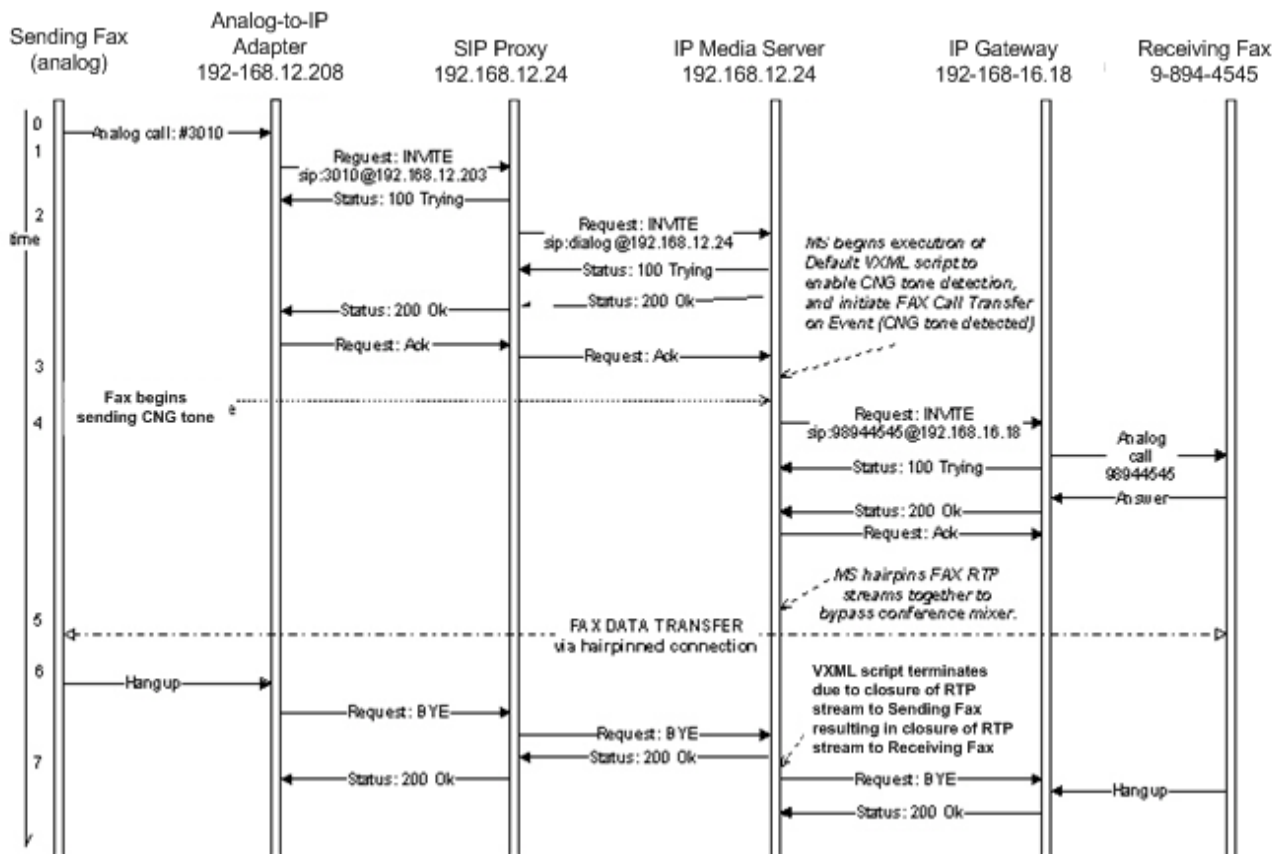 Sending Fax
(analog)
Analog-to-IP
Adapter
192-168.12.208
SIP Proxy
192.168.12.24
IP Media Server
192.168.12.24
IP Gateway
192-168-16.18
Receiving Fax
9-894-4545
0
Analog call: #3010
1
Request: INVITE
sip:3010@192.168.12.203
Status: 100 Trying
2
time
Request: INVITE
sip:dialog@192.168.12.24
Status: 100 Trying
MS begins execution of
Default VXML script to
enable CNG tone detection,
and initiate FAX Call Transfer
on Event (CNG tone detected)
Status: 200 Ok
Status: 200 Ok
Request: Ack
Request: Ack
3
Fax begins
sending CNG tone
e
4
Request: INVITE
sip:98944545@192.168.16.18
Analog
call
98944545
Status: 100 Trying
Answer
Status: 200 Ok
Request: Ack
MS hairpins FAX RTP
streams together to
bypass conference mixer.
5
FAX DATA TRANSFER
via hairpinned connection
6
Hangup
VXML script terminates
due to closure of RTP
stream to Sending Fax
resulting in closure of RTP
stream to Receiving Fax
Request: BYE
Request: BYE
Status: 200 Ok
7
Status: 200 Ok
Request: BYE
Hangup
Status: 200 Ok